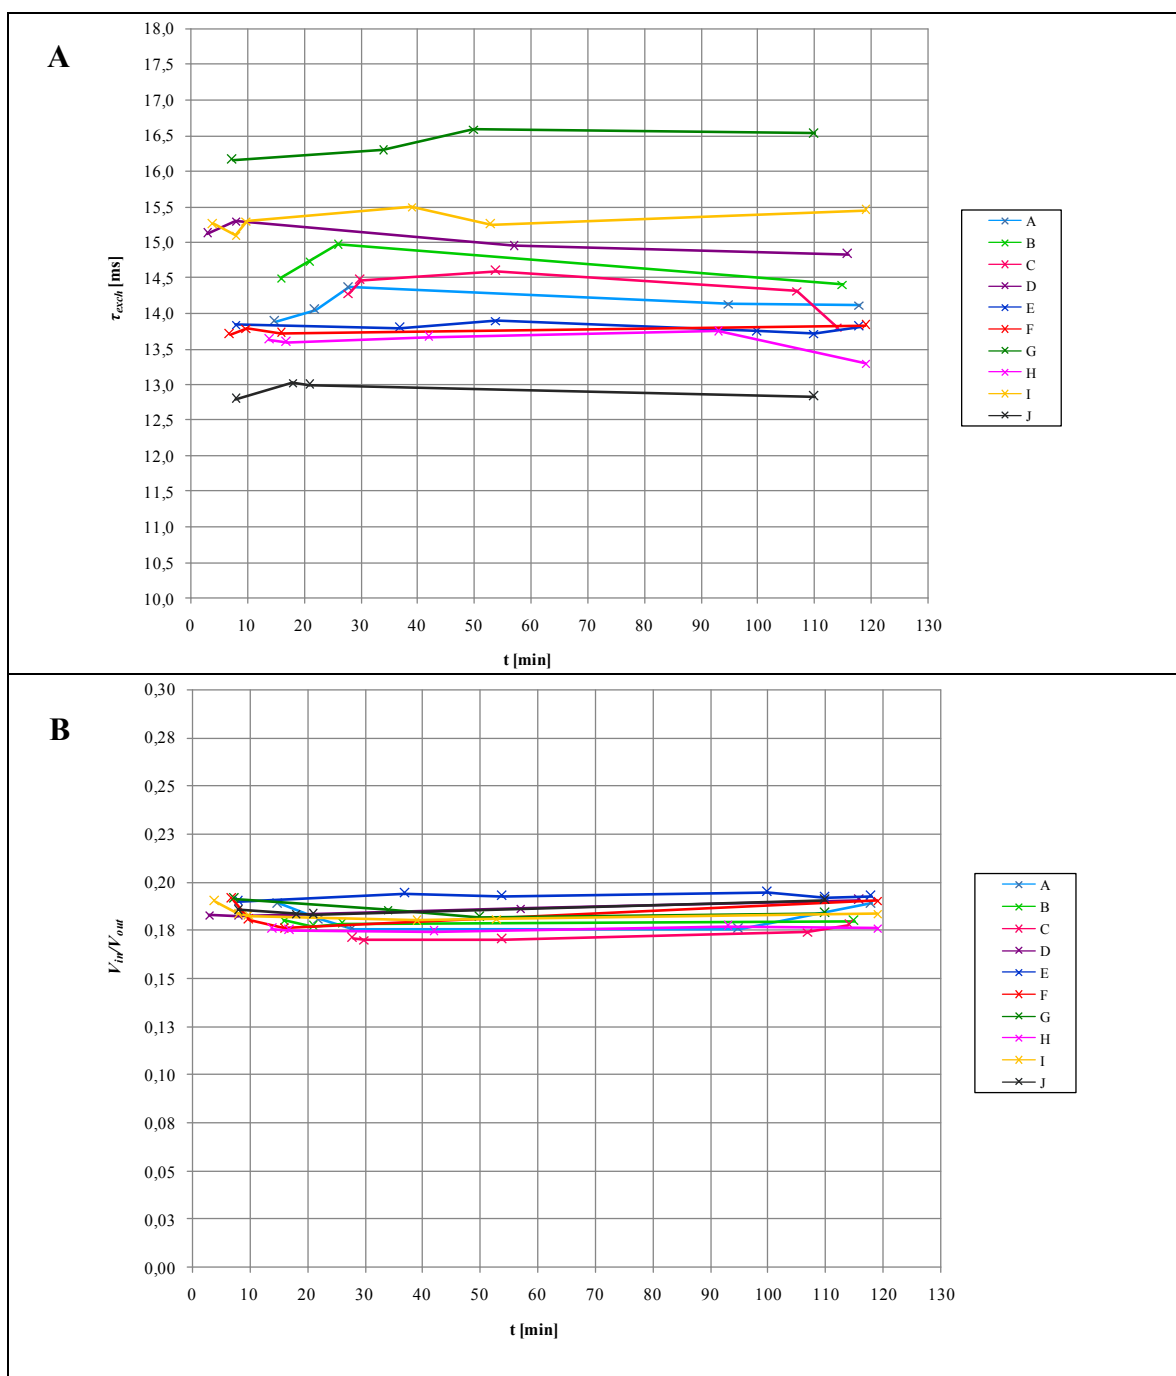 A
18,0
17,5
17,0
16,5
16,0
15,5
15,0
14,5
14,0
13,5
13,0
12,5
12,0
11,5
11,0
10,5
10,0
τexch [ms]
0 10 20 30 40 50 60 70 80 90 100 110 120 130
t [min]
A
B
C
D
E
F
G
H
I
J
B
0,30
0,28
0,25
0,23
0,20
0,18
0,15
0,13
0,10
0,08
0,05
0,03
0,00
Vin/Vout
0 10 20 30 40 50 60 70 80 90 100 110 120 130
t [min]
A
B
C
D
E
F
G
H
I
J